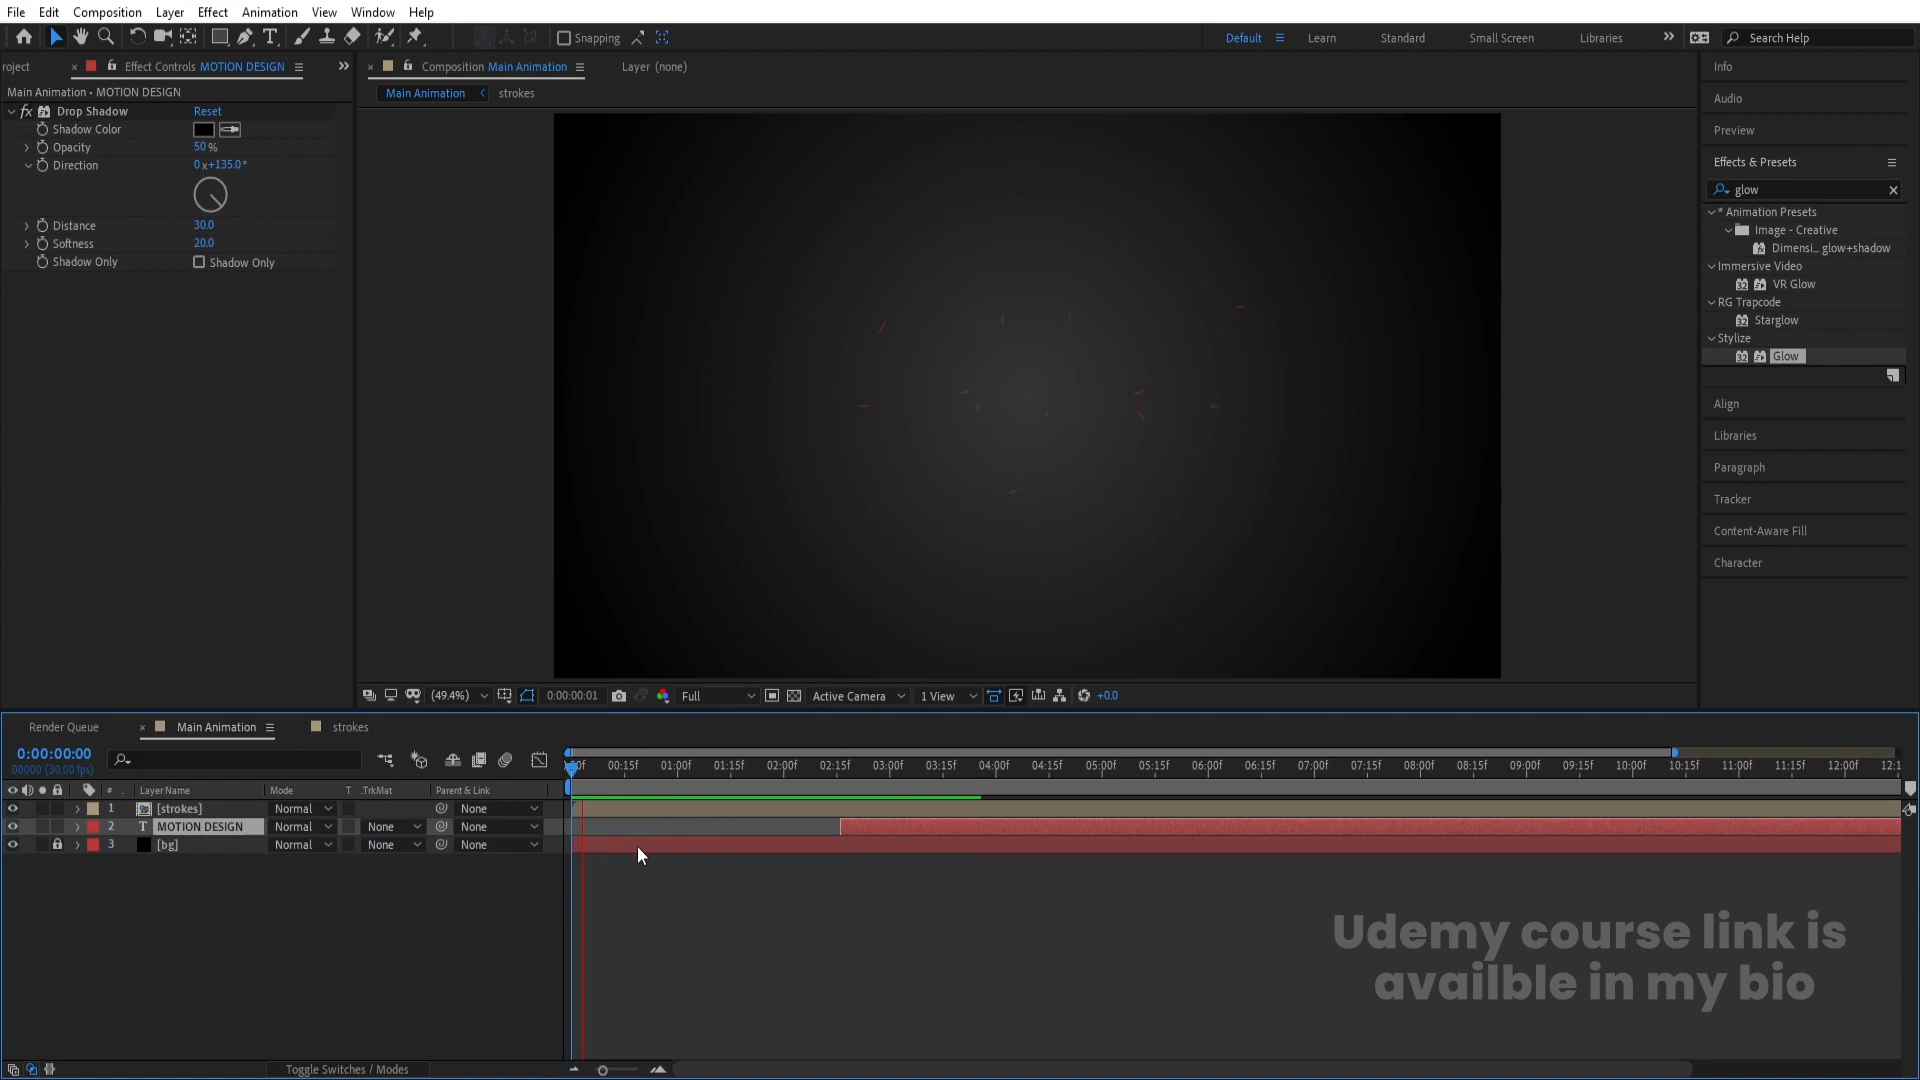 File Edit Composition Layer Effect Animation View Window Help
Snapping Default Learn Standard Small Screen Libraries Search Help
roject Effect Controls MOTION DESIGN
Main Animation • MOTION DESIGN
fx Drop Shadow Reset
Shadow Color
Opacity 50 %
Direction 0 x+135.0 °
Distance 30.0
Softness 20.0
Shadow Only Shadow Only
Composition Main Animation Layer (none)
Main Animation strokes
(49.4%) 0:00:00:01 Full Active Camera 1 View +0.0
Info
Audio
Preview
Effects & Presets
glow
* Animation Presets
Image - Creative
Dimensi... glow+shadow
Immersive Video
VR Glow
RG Trapcode
Starglow
Stylize
Glow
Align
Libraries
Paragraph
Tracker
Content-Aware Fill
Character
Render Queue Main Animation strokes
0:00:00:00
00000 (30.00 fps)
00f 00:15f 01:00f 01:15f 02:00f 02:15f 03:00f 03:15f 04:00f 04:15f 05:00f 05:15f 06:00f 06:15f 07:00f 07:15f 08:00f 08:15f 09:00f 09:15f 10:00f 10:15f 11:00f 11:15f 12:00f 12:1
# Layer Name Mode T .TrkMat Parent & Link
1 [strokes] Normal None
2 T MOTION DESIGN Normal None None
3 [bg] Normal None None
Udemy course link is
availble in my bio
Toggle Switches / Modes